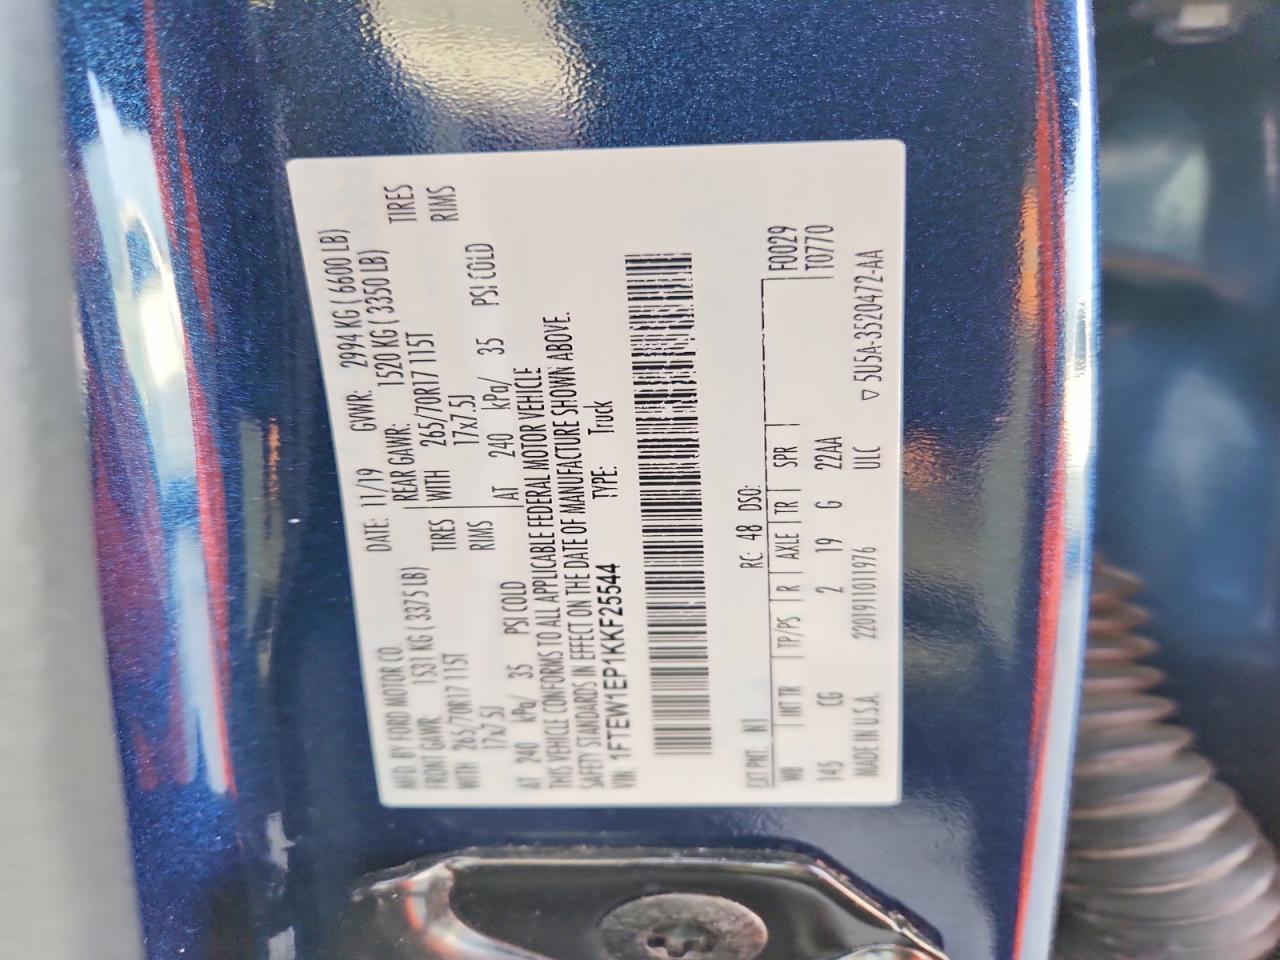 MFD. BY FORD MOTOR CO.
DATE: 11/19 GVWR: 2994 KG ( 6600 LB)
FRONT GAWR: 1531 KG ( 3375 LB) REAR GAWR: 1520 KG ( 3350 LB)
WITH 265/70R17 115T TIRES WITH 265/70R17 115T TIRES
17x7.5J RIMS 17x7.5J RIMS
AT 240 kPa/ 35 PSI COLD AT 240 kPa/ 35 PSI COLD
THIS VEHICLE CONFORMS TO ALL APPLICABLE FEDERAL MOTOR VEHICLE
SAFETY STANDARDS IN EFFECT ON THE DATE OF MANUFACTURE SHOWN ABOVE.
VIN: 1FTEW1EP1KKF25544 TYPE: Truck
EXT PNT: N1 RC: 48 DSO: F0029
WB INT TR TP/PS R AXLE TR SPR T0770
145 CG 2 19 G 22AA
MADE IN U.S.A. 2201911011976 ULC ▽ 5U5A-3520472-AA